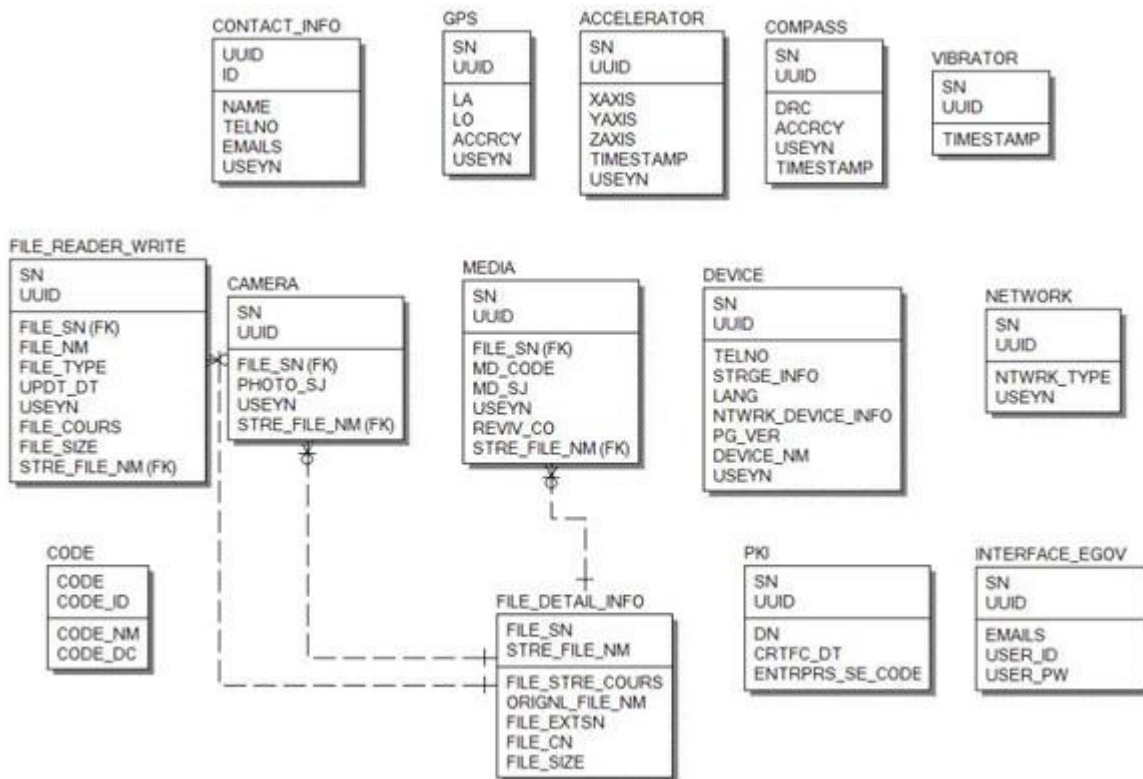 CONTACT_INFO
UUID
ID
NAME
TELNO
EMAILS
USEYN
GPS
SN
UUID
LA
LO
ACCRCY
USEYN
ACCELERATOR
SN
UUID
XAXIS
YAXIS
ZAXIS
TIMESTAMP
USEYN
COMPASS
SN
UUID
DRC
ACCRCY
USEYN
TIMESTAMP
VIBRATOR
SN
UUID
TIMESTAMP
FILE_READER_WRITE
SN
UUID
FILE_SN (FK)
FILE_NM
FILE_TYPE
UPDT_DT
USEYN
FILE_COURS
FILE_SIZE
STRE_FILE_NM (FK)
CAMERA
SN
UUID
FILE_SN (FK)
PHOTO_SJ
USEYN
STRE_FILE_NM (FK)
MEDIA
SN
UUID
FILE_SN (FK)
MD_CODE
MD_SJ
USEYN
REVIV_CO
STRE_FILE_NM (FK)
DEVICE
SN
UUID
TELNO
STRGE_INFO
LANG
NTWRK_DEVICE_INFO
PG_VER
DEVICE_NM
USEYN
NETWORK
SN
UUID
NTWRK_TYPE
USEYN
CODE
CODE
CODE_ID
CODE_NM
CODE_DC
FILE_DETAIL_INFO
FILE_SN
STRE_FILE_NM
FILE_STRE_COURS
ORIGNL_FILE_NM
FILE_EXTSN
FILE_CN
FILE_SIZE
PKI
SN
UUID
DN
CRTFC_DT
ENTRPRS_SE_CODE
INTERFACE_EGOV
SN
UUID
EMAILS
USER_ID
USER_PW